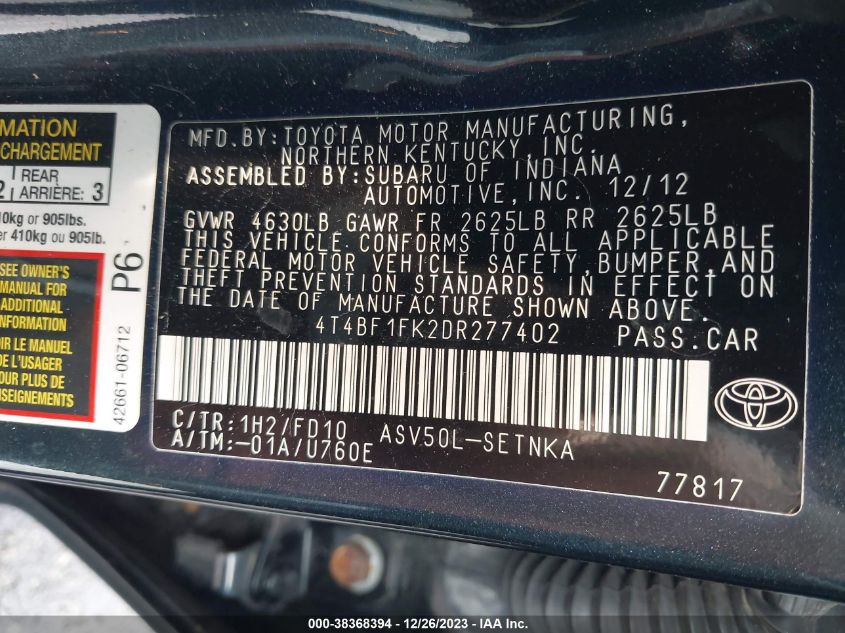 MATION
CHARGEMENT
REAR
2 ARRIÈRE: 3
10kg or 905lbs.
er 410kg ou 905lb.
SEE OWNER'S
MANUAL FOR
ADDITIONAL
INFORMATION
IR LE MANUEL
DE L'USAGER
POUR PLUS DE
NSEIGNEMENTS
P6
42661-06712
MFD.BY:TOYOTA MOTOR MANUFACTURING,
NORTHERN KENTUCKY, INC.
ASSEMBLED BY:SUBARU OF INDIANA
AUTOMOTIVE,INC. 12/12
GVWR 4630LB GAWR FR 2625LB RR 2625LB
THIS VEHICLE CONFORMS TO ALL APPLICABLE
FEDERAL MOTOR VEHICLE SAFETY,BUMPER,AND
THEFT PREVENTION STANDARDS IN EFFECT ON
THE DATE OF MANUFACTURE SHOWN ABOVE.
4T4BF1FK2DR277402 PASS.CAR
C/TR:1H2/FD10 ASV50L-SETNKA
A/TM:-01A/U760E
77817
000-38368394 - 12/26/2023 - IAA Inc.